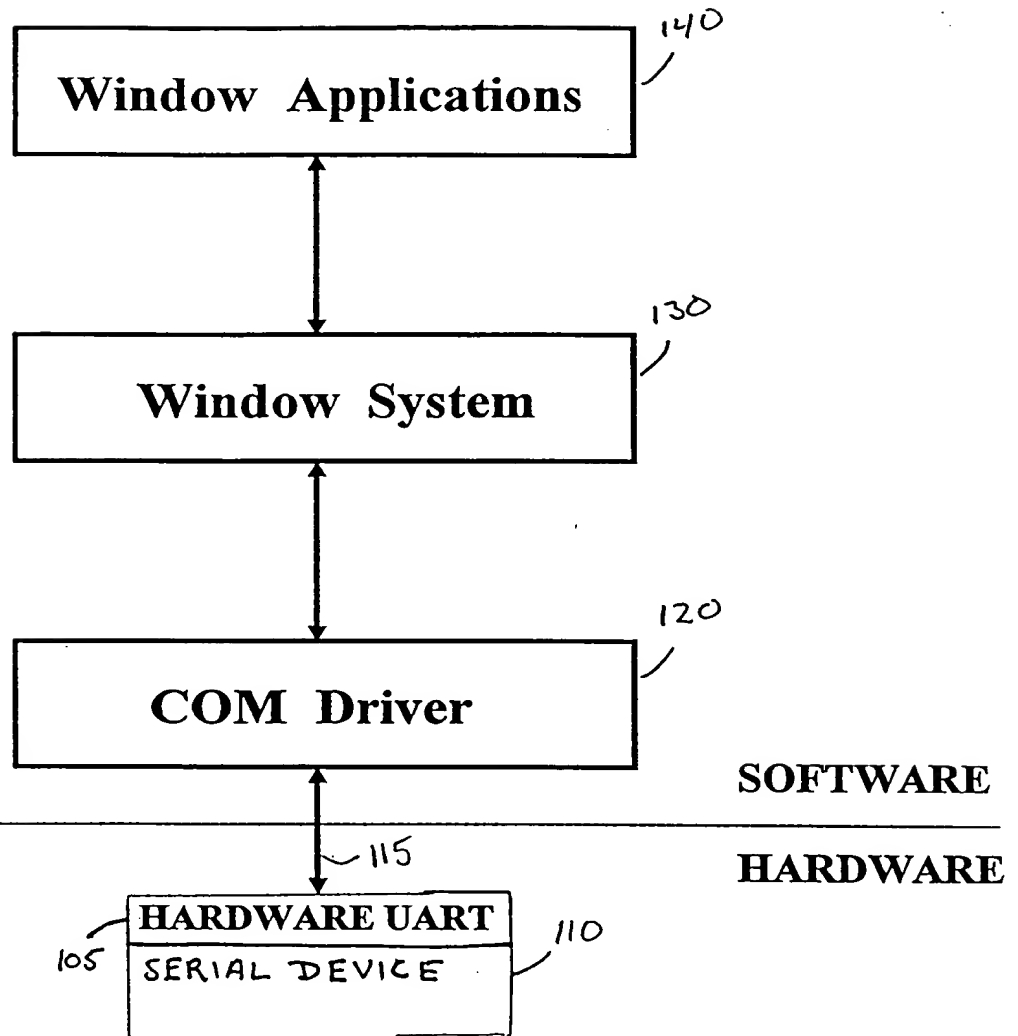 140
Window Applications
130
Window System
120
COM Driver
SOFTWARE
115
HARDWARE
HARDWARE UART
105
110
SERIAL DEVICE